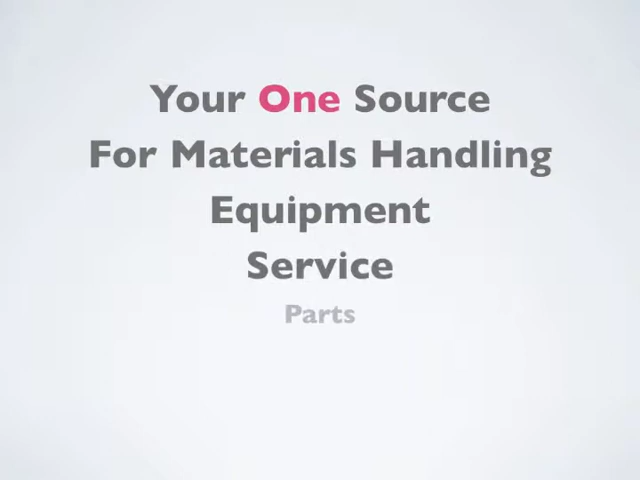 Your One Source
For Materials Handling
Equipment
Service
Parts